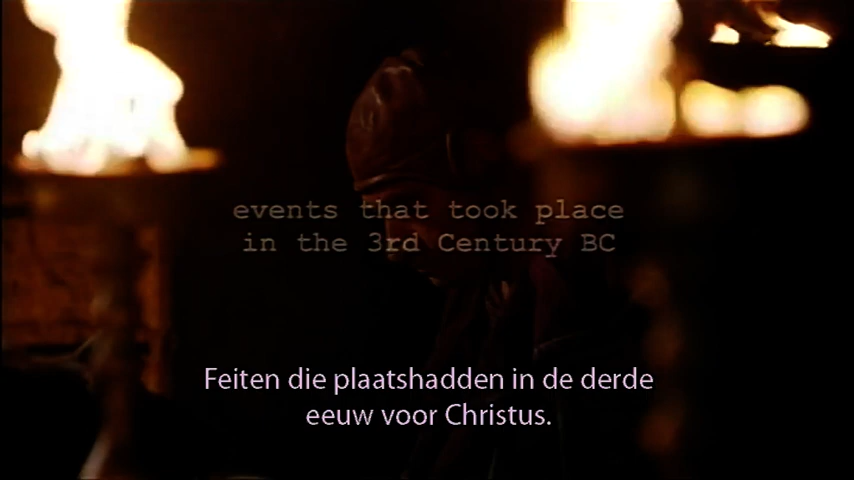 events that took place
in the 3rd Century BC
Feiten die plaatshadden in de derde
eeuw voor Christus.